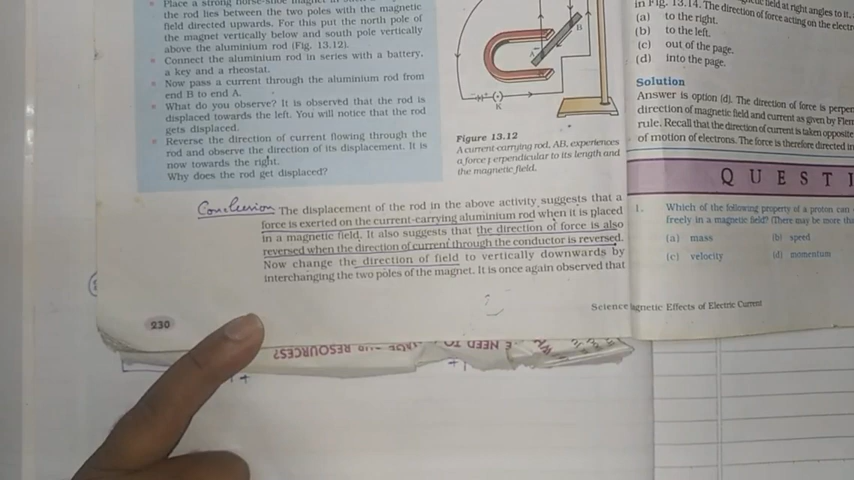 the rod lies between the two poles with the magnetic
field directed upwards. For this put the north pole of
the magnet vertically below and south pole vertically
above the aluminium rod (Fig. 13.12).
Connect the aluminium rod in series with a battery,
a key and a rheostat.
Now pass a current through the aluminium rod from
end B to end A.
What do you observe? It is observed that the rod is
displaced towards the left. You will notice that the rod
gets displaced.
Reverse the direction of current flowing through the
rod and observe the direction of its displacement. It is
now towards the right.
Why does the rod get displaced?
B
A
K
Figure 13.12
A current-carrying rod, AB, experiences
a force perpendicular to its length and
the magnetic field.
Conclusion The displacement of the rod in the above activity suggests that a
force is exerted on the current-carrying aluminium rod when it is placed
in a magnetic field. It also suggests that the direction of force is also
reversed when the direction of current through the conductor is reversed.
Now change the direction of field to vertically downwards by
interchanging the two poles of the magnet. It is once again observed that
230
Science
in Fig. 13.14. The direction of force acting on the
(a) to the right.
(b) to the left.
(c) out of the page.
(d) into the page.
Solution
Answer is option (d). The direction of force is
direction of magnetic field and current as given by
rule. Recall that the direction of current is taken opposite
of motion of electrons. The force is therefore directed
QUESTI
1. Which of the following property of a proton can
freely in a magnetic field? (There may be more
(a) mass (b) speed
(c) velocity (d) momentum
agnetic Effects of Electric Current
NEED TO
RESOURCES?